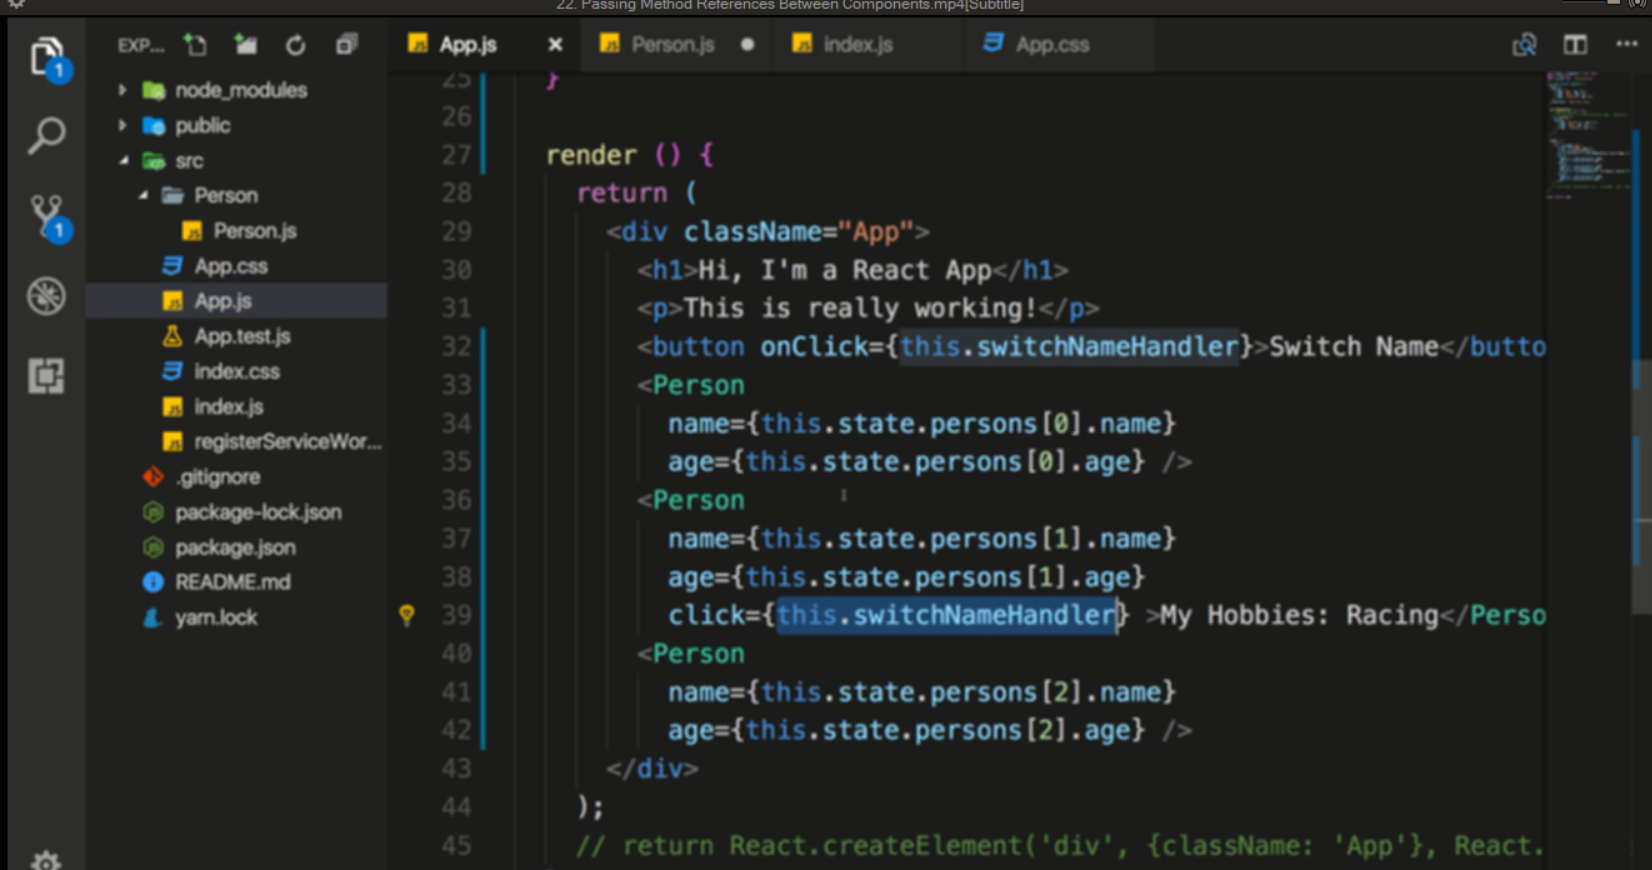 22. Passing Method References Between Components.mp4[Subtitle]
EXP...
App.js
Person.js
index.js
App.css
1
node_modules
public
src
Person
Person.js
App.css
App.js
App.test.js
index.css
index.js
registerServiceWor...
.gitignore
package-lock.json
package.json
README.md
yarn.lock
1
25 }
26
27 render () {
28 return (
29 <div className="App">
30 <h1>Hi, I'm a React App</h1>
31 <p>This is really working!</p>
32 <button onClick={this.switchNameHandler}>Switch Name</butto
33 <Person
34 name={this.state.persons[0].name}
35 age={this.state.persons[0].age} />
36 <Person
37 name={this.state.persons[1].name}
38 age={this.state.persons[1].age}
39 click={this.switchNameHandler} >My Hobbies: Racing</Perso
40 <Person
41 name={this.state.persons[2].name}
42 age={this.state.persons[2].age} />
43 </div>
44 );
45 // return React.createElement('div', {className: 'App'}, React.